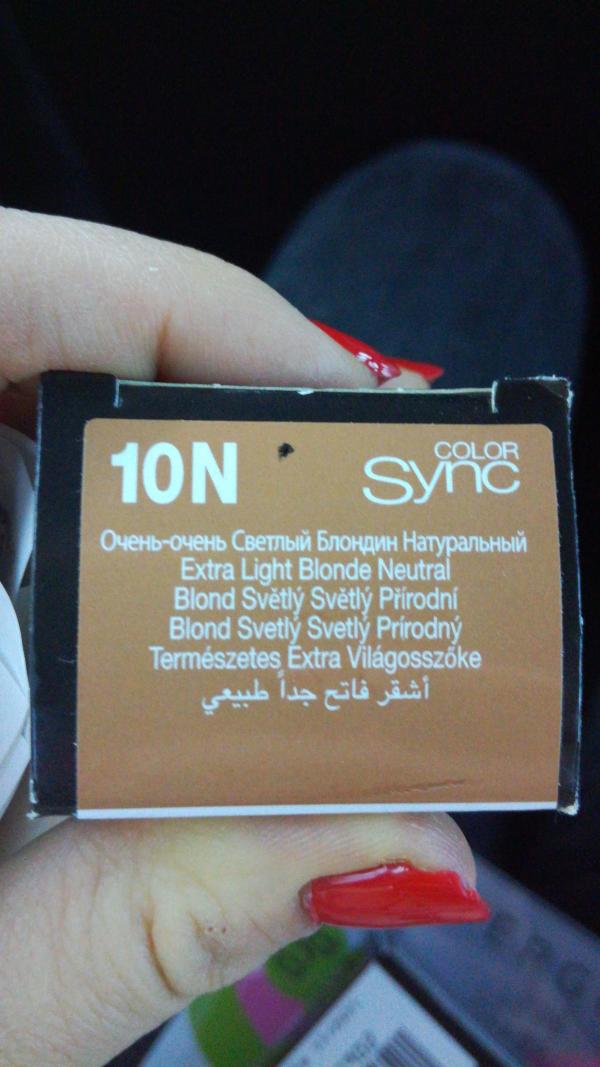 10N
COLOR
Sync
Очень-очень Светлый Блондин Натуральный
Extra Light Blonde Neutral
Blond Světlý Světlý Přírodní
Blond Svetlý Svetlý Prírodný
Természetes Extra Világosszőke
أشقر فاتح جداً طبيعي
ERGO